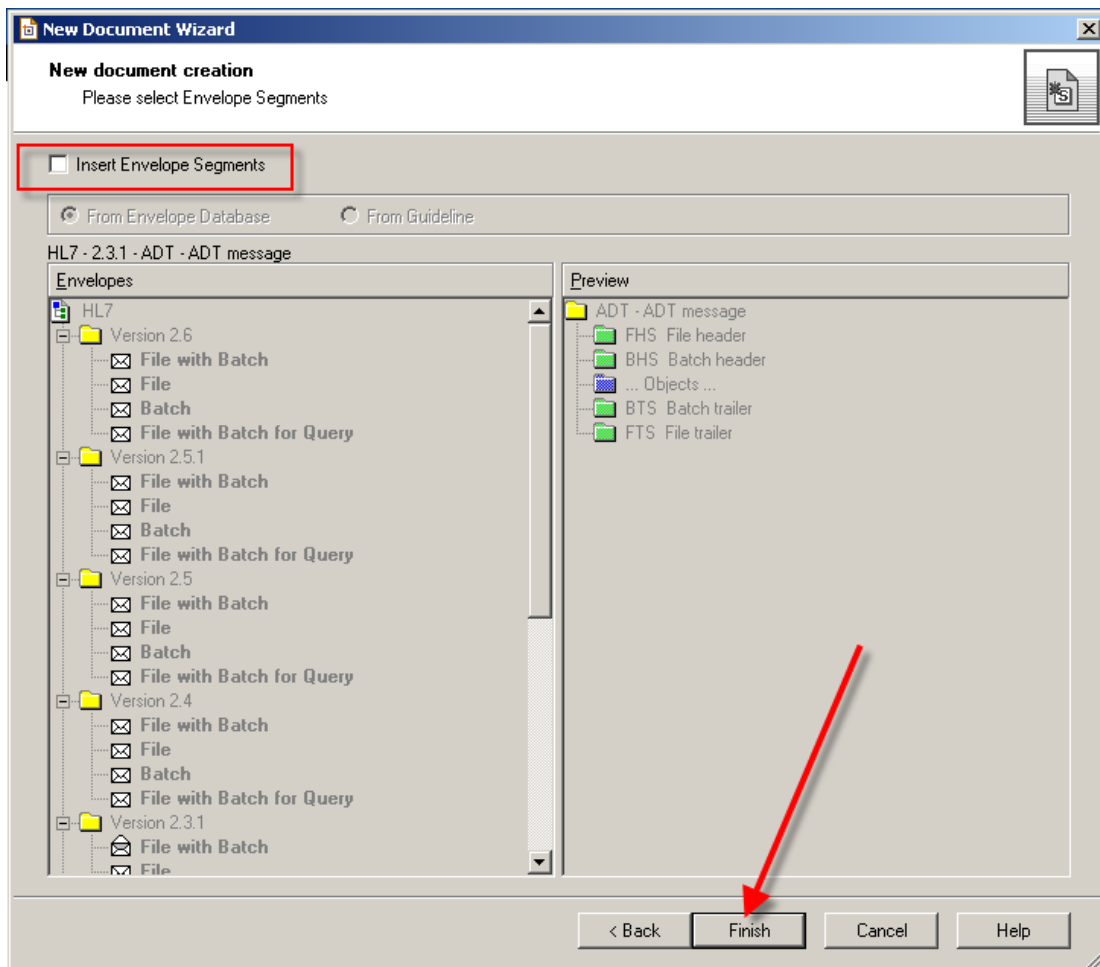 New Document Wizard
New document creation
Please select Envelope Segments
Insert Envelope Segments
From Envelope Database From Guideline
HL7 - 2.3.1 - ADT - ADT message
Envelopes
HL7
Version 2.6
File with Batch
File
Batch
File with Batch for Query
Version 2.5.1
File with Batch
File
Batch
File with Batch for Query
Version 2.5
File with Batch
File
Batch
File with Batch for Query
Version 2.4
File with Batch
File
Batch
File with Batch for Query
Version 2.3.1
File with Batch
File
Preview
ADT - ADT message
FHS File header
BHS Batch header
... Objects ...
BTS Batch trailer
FTS File trailer
< Back Finish Cancel Help